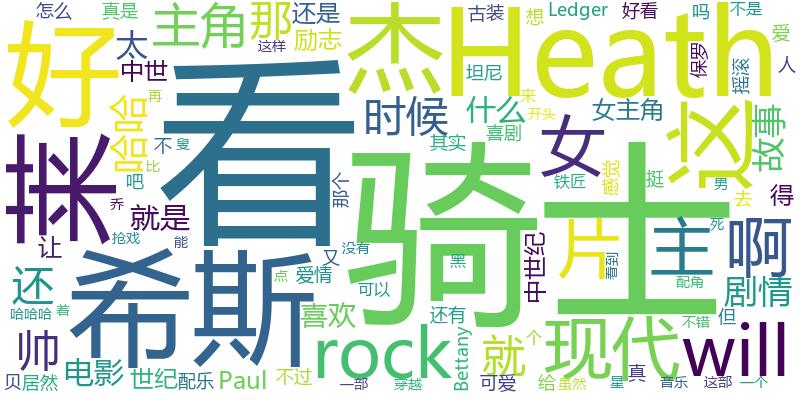 怎么 真是 主角 那 还是 杰 Heath 古装 Ledger 想 好看 吗 不是 爱
好 太 这样 励志 坦尼 保罗 摇滚 人
中世 看 时候 什么 女主角 这 故事
莱 哈哈 再 不 叟 其实 喜剧 来 开头 女 感觉
吧 比 那个 骑士 铁匠 挺 男 去 得
乔 就是 片 主 死 啊
让 抢戏 能 希斯 又 没有 黑 中世纪 看到 配角 剧情
还 点 爱情 可以
哈哈哈 着 喜欢 还有 就 个 现代 不错 但 will
帅 rock Bettany
贝 居然 电影 世纪 配乐 Paul 不过 一部 穿越 可爱 给 虽然 星 真 音乐 这部 一个